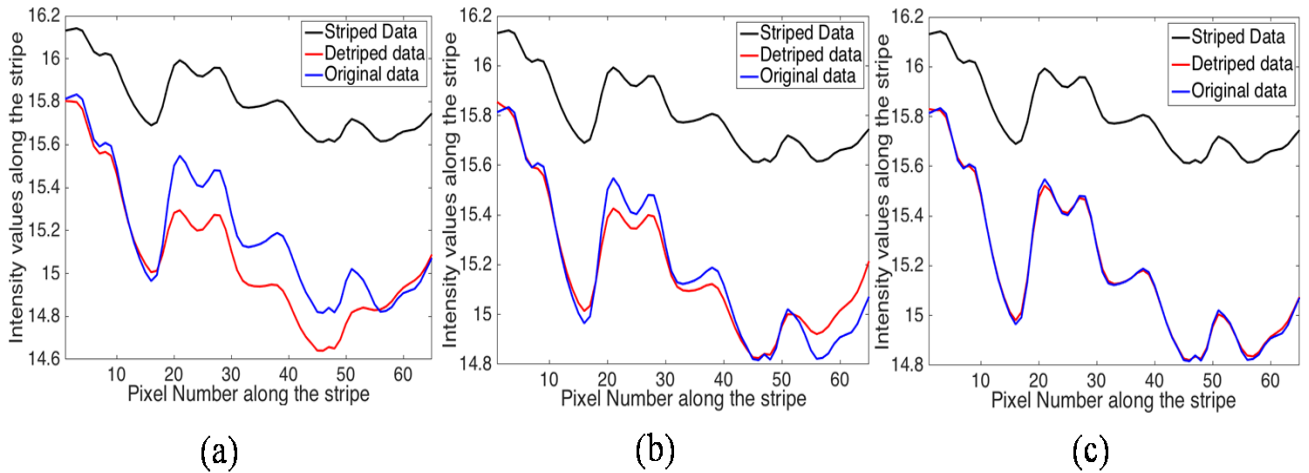 16.2
16
15.8
15.6
15.4
15.2
15
14.8
14.6
Intensity values along the stripe
Striped Data
Detriped data
Original data
10 20 30 40 50 60
Pixel Number along the stripe
(a)
16.2
16
15.8
15.6
15.4
15.2
15
14.8
Intensity values along the stripe
Striped Data
Detriped data
Original data
10 20 30 40 50 60
Pixel Number along the stripe
(b)
16.2
16
15.8
15.6
15.4
15.2
15
14.8
Intensity values along the stripe
Striped Data
Detriped data
Original data
10 20 30 40 50 60
Pixel Number along the stripe
(c)